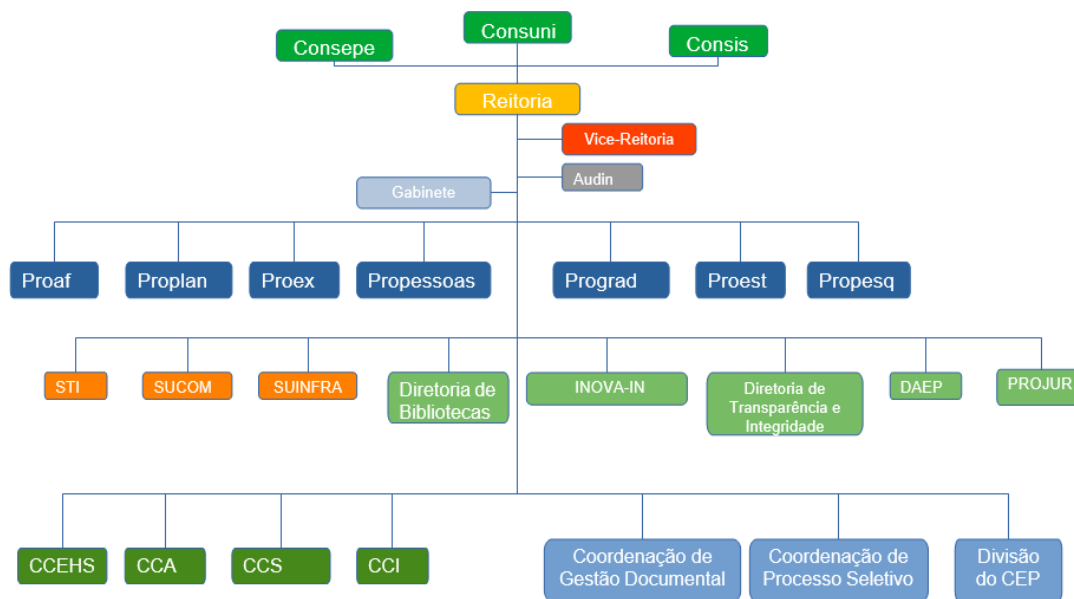 Consepe
Consuni
Consis
Reitoria
Vice-Reitoria
Audin
Gabinete
Proaf
Proplan
Proex
Propessoas
Prograd
Proest
Propesq
STI
SUCOM
SUINFRA
Diretoria de
Bibliotecas
INOVA-IN
Diretoria de
Transparência e
Integridade
DAEP
PROJUR
CCEHS
CCA
CCS
CCI
Coordenação de
Gestão Documental
Coordenação de
Processo Seletivo
Divisão
do CEP